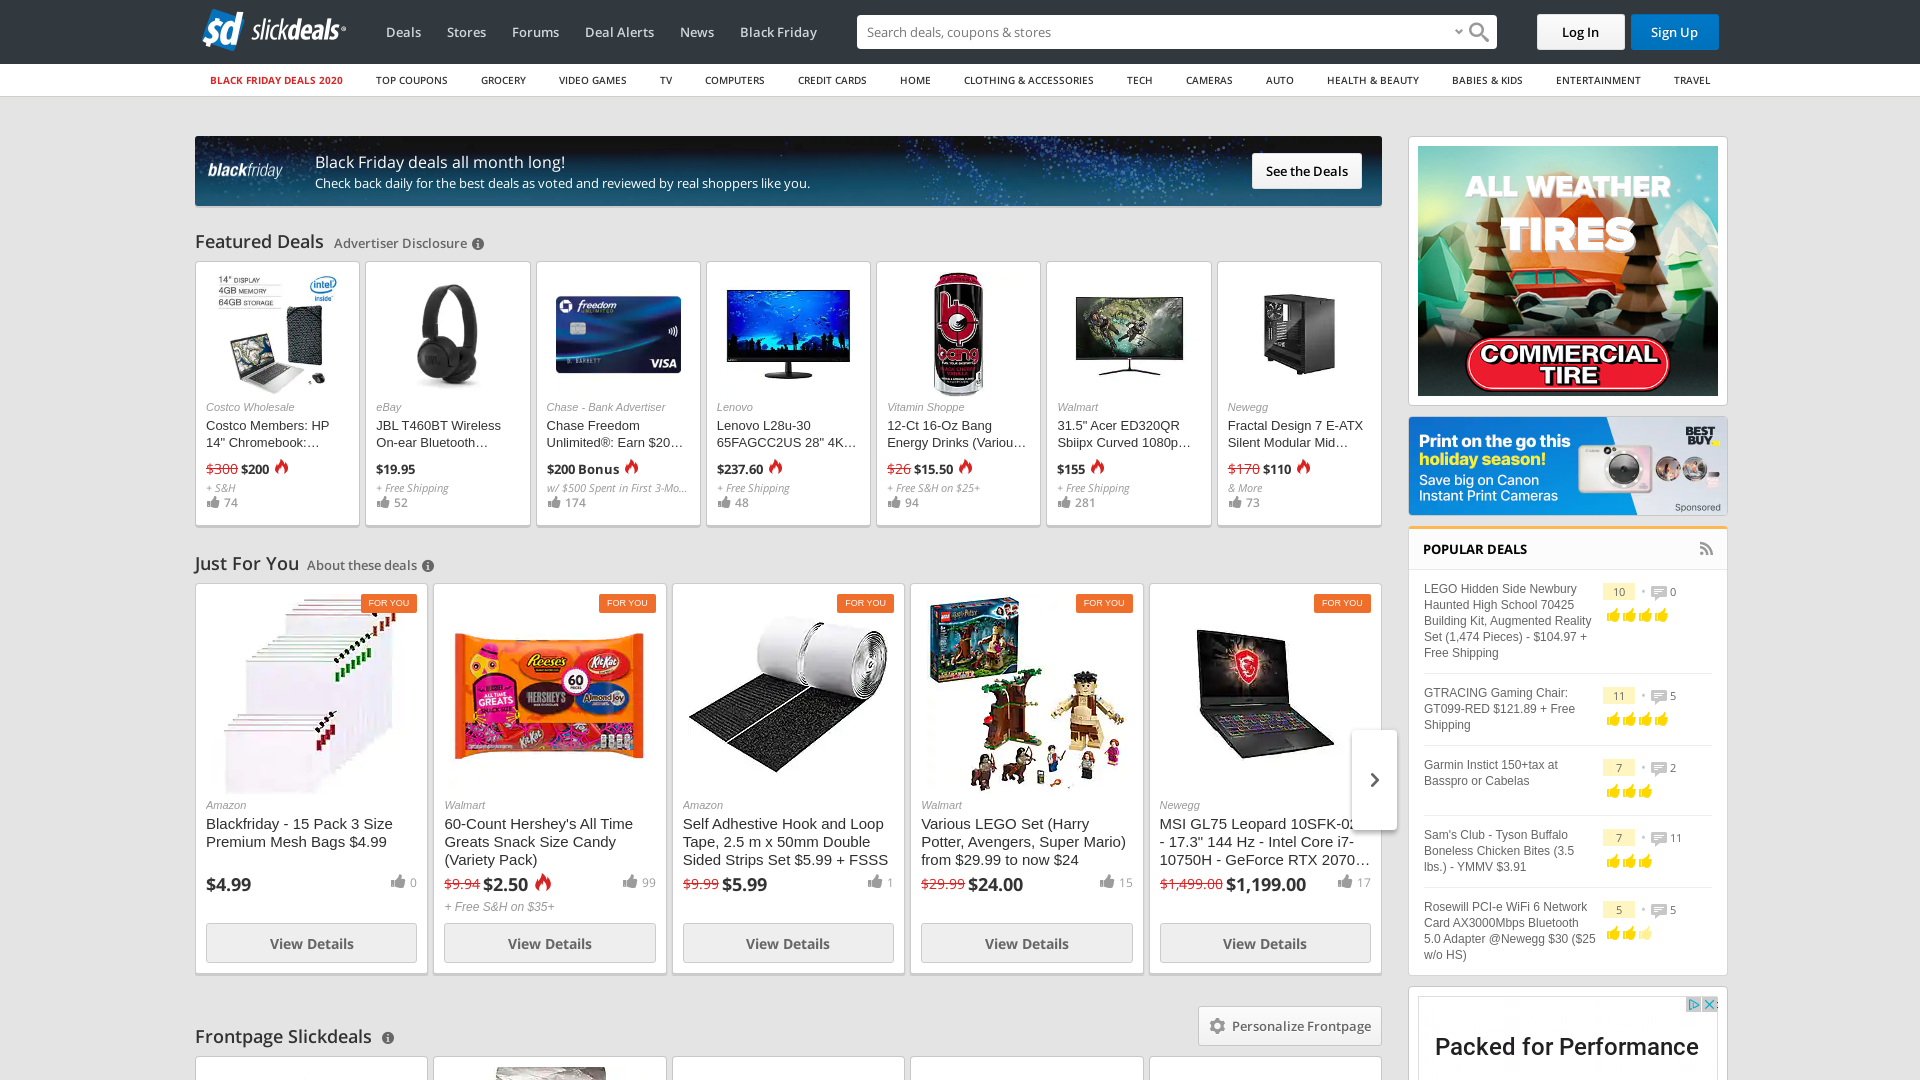 sd slickdeals
Deals
Stores
Forums
Deal Alerts
News
Black Friday
Search deals, coupons & stores
Log In
Sign Up
BLACK FRIDAY DEALS 2020
TOP COUPONS
GROCERY
VIDEO GAMES
TV
COMPUTERS
CREDIT CARDS
HOME
CLOTHING & ACCESSORIES
TECH
CAMERAS
AUTO
HEALTH & BEAUTY
BABIES & KIDS
ENTERTAINMENT
TRAVEL
blackfriday
Black Friday deals all month long!
Check back daily for the best deals as voted and reviewed by real shoppers like you.
See the Deals
Featured Deals
Advertiser Disclosure
14" DISPLAY
4GB MEMORY
64GB STORAGE
intel
inside
Costco Wholesale
Costco Members: HP
14" Chromebook:…
$300 $200
+ S&H
74
eBay
JBL T460BT Wireless
On-ear Bluetooth…
$19.95
+ Free Shipping
52
freedom
UNLIMITED
VISA
Chase - Bank Advertiser
Chase Freedom
Unlimited®: Earn $20…
$200 Bonus
w/ $500 Spent in First 3-Mo...
174
Lenovo
Lenovo L28u-30
65FAGCC2US 28" 4K…
$237.60
+ Free Shipping
48
bang
Vitamin Shoppe
12-Ct 16-Oz Bang
Energy Drinks (Variou…
$26 $15.50
+ Free S&H on $25+
94
Walmart
31.5" Acer ED320QR
Sbiipx Curved 1080p…
$155
+ Free Shipping
281
Newegg
Fractal Design 7 E-ATX
Silent Modular Mid…
$170 $110
& More
73
Just For You
About these deals
FOR YOU
Amazon
Blackfriday - 15 Pack 3 Size
Premium Mesh Bags $4.99
$4.99
0
View Details
FOR YOU
Reese's
KitKat
60
HERSHEY'S
Almond Joy
ALL TIME
GREATS
Walmart
60-Count Hershey's All Time
Greats Snack Size Candy
(Variety Pack)
$9.94 $2.50
99
+ Free S&H on $35+
View Details
FOR YOU
Amazon
Self Adhestive Hook and Loop
Tape, 2.5 m x 50mm Double
Sided Strips Set $5.99 + FSSS
$9.99 $5.99
1
View Details
FOR YOU
Walmart
Various LEGO Set (Harry
Potter, Avengers, Super Mario)
from $29.99 to now $24
$29.99 $24.00
15
View Details
FOR YOU
Newegg
MSI GL75 Leopard 10SFK-02
- 17.3" 144 Hz - Intel Core i7-
10750H - GeForce RTX 2070…
$1,499.00 $1,199.00
17
View Details
Frontpage Slickdeals
Personalize Frontpage
ALL WEATHER
TIRES
COMMERCIAL
TIRE
Print on the go this
holiday season!
Save big on Canon
Instant Print Cameras
BEST
BUY
Sponsored
POPULAR DEALS
LEGO Hidden Side Newbury
Haunted High School 70425
Building Kit, Augmented Reality
Set (1,474 Pieces) - $104.97 +
Free Shipping
10
0
GTRACING Gaming Chair:
GT099-RED $121.89 + Free
Shipping
11
5
Garmin Instict 150+tax at
Basspro or Cabelas
7
2
Sam's Club - Tyson Buffalo
Boneless Chicken Bites (3.5
lbs.) - YMMV $3.91
7
11
Rosewill PCI-e WiFi 6 Network
Card AX3000Mbps Bluetooth
5.0 Adapter @Newegg $30 ($25
w/o HS)
5
5
Packed for Performance